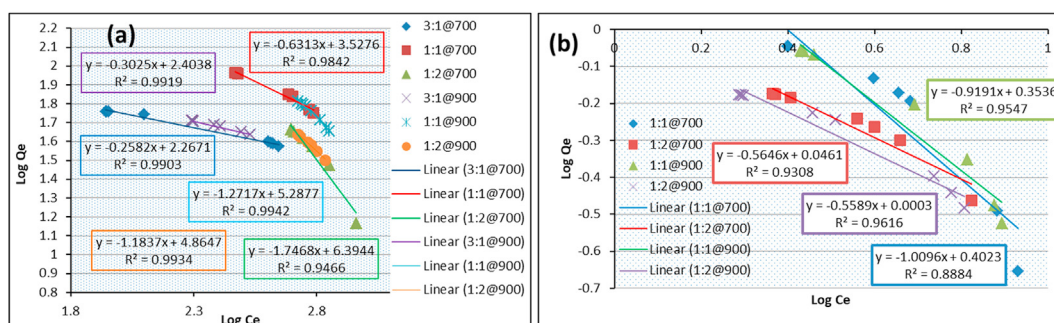 (a)
Log Qe
2.2
2.1
2
1.9
1.8
1.7
1.6
1.5
1.4
1.3
1.2
1.1
1
0.9
0.8
1.8
2.3
2.8
Log Ce
y = -0.6313x + 3.5276
R² = 0.9842
y = -0.3025x + 2.4038
R² = 0.9919
y = -0.2582x + 2.2671
R² = 0.9903
y = -1.2717x + 5.2877
R² = 0.9942
y = -1.1837x + 4.8647
R² = 0.9934
y = -1.7468x + 6.3944
R² = 0.9466
3:1@700
1:1@700
1:2@700
3:1@900
1:1@900
1:2@900
Linear (3:1@700)
Linear (1:1@700)
Linear (1:2@700)
Linear (3:1@900)
Linear (1:1@900)
Linear (1:2@900)
(b)
Log Qe
0
-0.1
-0.2
-0.3
-0.4
-0.5
-0.6
-0.7
0
0.2
0.4
0.6
0.8
1
Log Ce
y = -0.9191x + 0.3536
R² = 0.9547
y = -0.5646x + 0.0461
R² = 0.9308
y = -0.5589x + 0.0003
R² = 0.9616
y = -1.0096x + 0.4023
R² = 0.8884
1:1@700
1:2@700
1:1@900
1:2@900
Linear (1:1@700)
Linear (1:2@700)
Linear (1:1@900)
Linear (1:2@900)